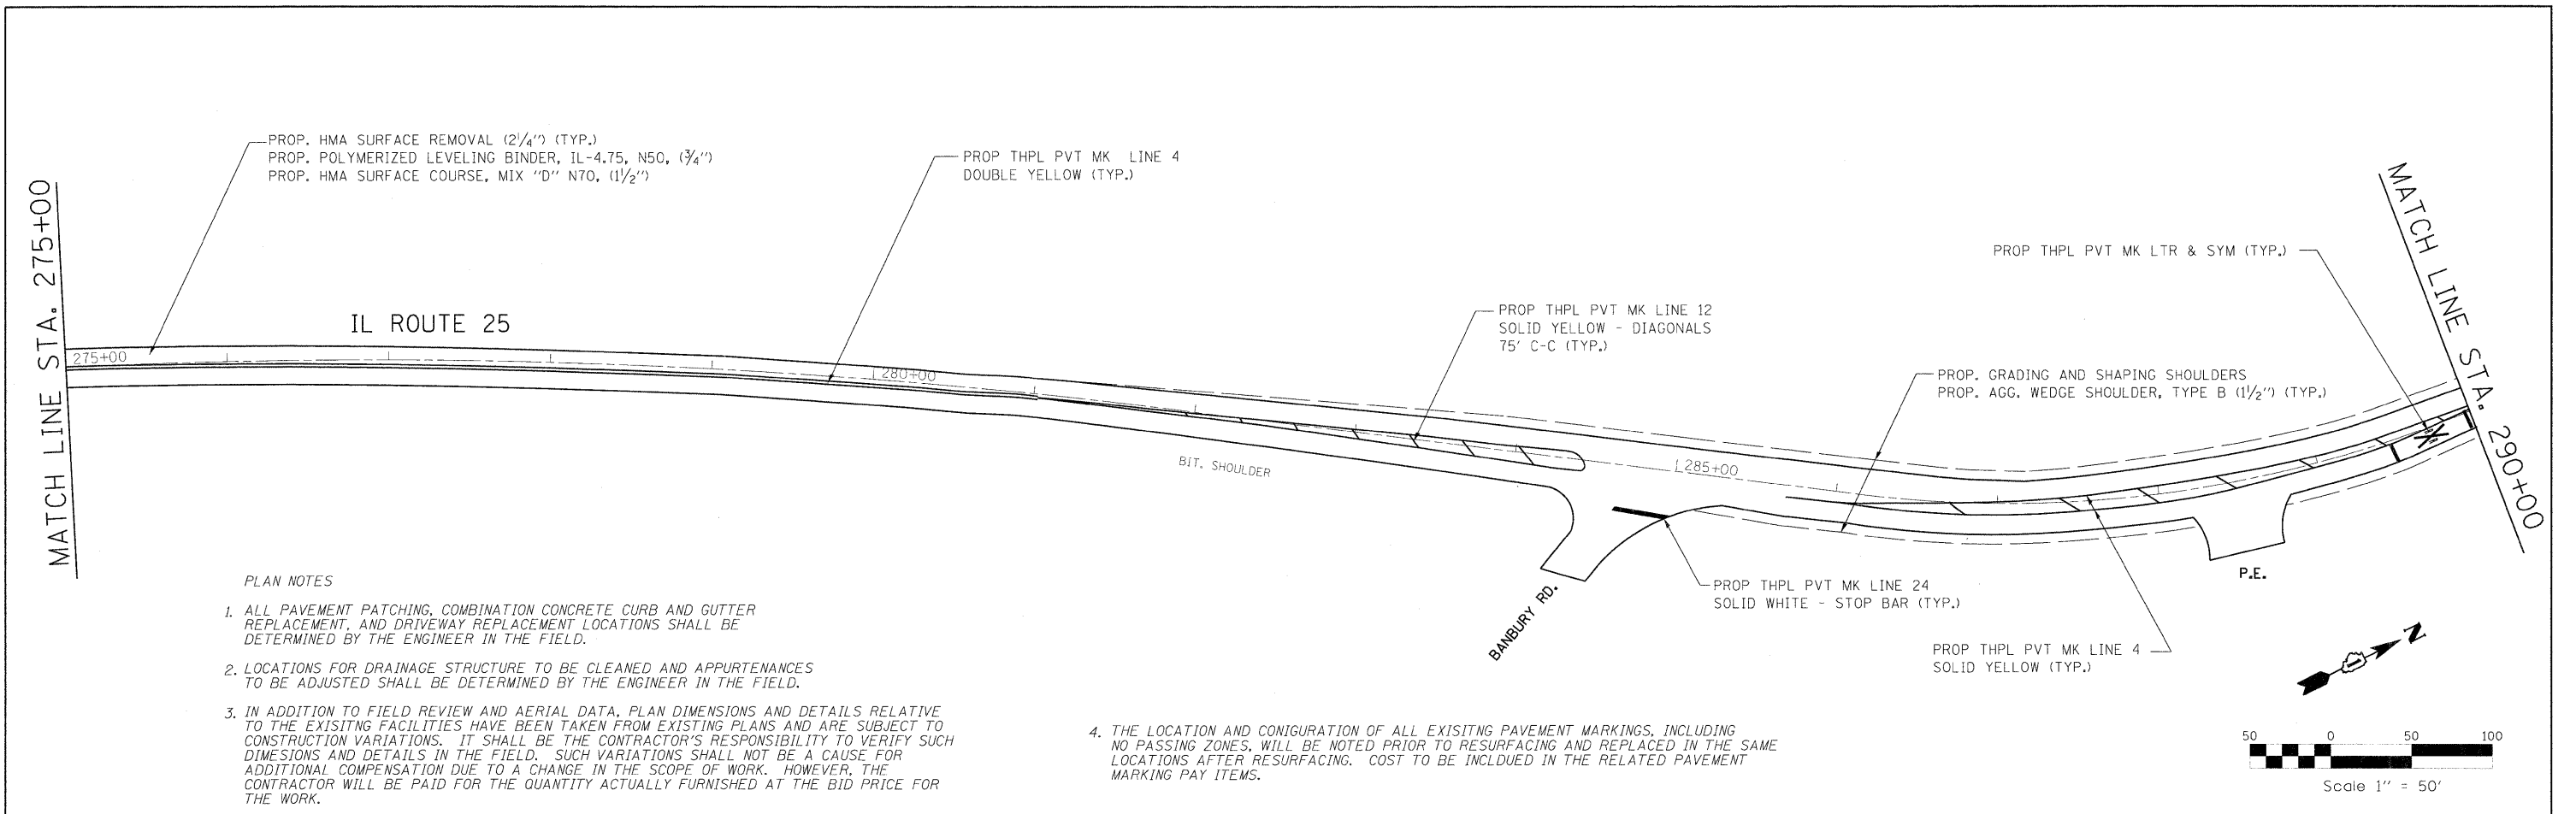 PROP. HMA SURFACE REMOVAL (2 1/4") (TYP.)
PROP. POLYMERIZED LEVELING BINDER, IL-4.75, N50, (3/4")
PROP. HMA SURFACE COURSE, MIX "D" N70, (1 1/2")
PROP THPL PVT MK LINE 4
DOUBLE YELLOW (TYP.)
MATCH LINE STA. 275+00
IL ROUTE 25
275+00
280+00
PROP THPL PVT MK LINE 12
SOLID YELLOW - DIAGONALS
75' C-C (TYP.)
PROP THPL PVT MK LTR & SYM (TYP.)
MATCH LINE STA. 290+00
PROP. GRADING AND SHAPING SHOULDERS
PROP. AGG. WEDGE SHOULDER, TYPE B (1 1/2") (TYP.)
BIT. SHOULDER
285+00
BANBURY RD.
PROP THPL PVT MK LINE 24
SOLID WHITE - STOP BAR (TYP.)
P.E.
PROP THPL PVT MK LINE 4
SOLID YELLOW (TYP.)
N
PLAN NOTES
1. ALL PAVEMENT PATCHING, COMBINATION CONCRETE CURB AND GUTTER
REPLACEMENT, AND DRIVEWAY REPLACEMENT LOCATIONS SHALL BE
DETERMINED BY THE ENGINEER IN THE FIELD.
2. LOCATIONS FOR DRAINAGE STRUCTURE TO BE CLEANED AND APPURTENANCES
TO BE ADJUSTED SHALL BE DETERMINED BY THE ENGINEER IN THE FIELD.
3. IN ADDITION TO FIELD REVIEW AND AERIAL DATA, PLAN DIMENSIONS AND DETAILS RELATIVE
TO THE EXISITNG FACILITIES HAVE BEEN TAKEN FROM EXISTING PLANS AND ARE SUBJECT TO
CONSTRUCTION VARIATIONS. IT SHALL BE THE CONTRACTOR'S RESPONSIBILITY TO VERIFY SUCH
DIMESIONS AND DETAILS IN THE FIELD. SUCH VARIATIONS SHALL NOT BE A CAUSE FOR
ADDITIONAL COMPENSATION DUE TO A CHANGE IN THE SCOPE OF WORK. HOWEVER, THE
CONTRACTOR WILL BE PAID FOR THE QUANTITY ACTUALLY FURNISHED AT THE BID PRICE FOR
THE WORK.
4. THE LOCATION AND CONIGURATION OF ALL EXISITNG PAVEMENT MARKINGS, INCLUDING
NO PASSING ZONES, WILL BE NOTED PRIOR TO RESURFACING AND REPLACED IN THE SAME
LOCATIONS AFTER RESURFACING. COST TO BE INCLDUED IN THE RELATED PAVEMENT
MARKING PAY ITEMS.
50 0 50 100
Scale 1" = 50'